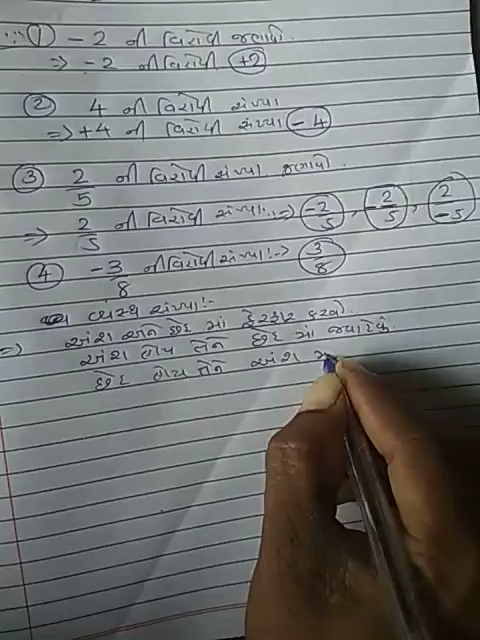 ① -2 ની વિરોધી જણાવો.
⇒ -2 ની વિરોધી +2
② 4 ની વિરોધી સંખ્યા
⇒ +4 ની વિરોધી સંખ્યા -4
③ 2/5 ની વિરોધી સંખ્યા જણાવો.
⇒ 2/5 ની વિરોધી સંખ્યા:⇒ -2/5, -2/5, 2/-5
④ -3/8 ની વિરોધી સંખ્યા:-> 3/8
વ્યસ્ત સંખ્યા:-
⇒ અંશ અને છેદ માં ફેરફાર કરવો.
અંશ હોય તેને છેદ માં જ્યારે કે
છેદ હોય તેને અંશ મ